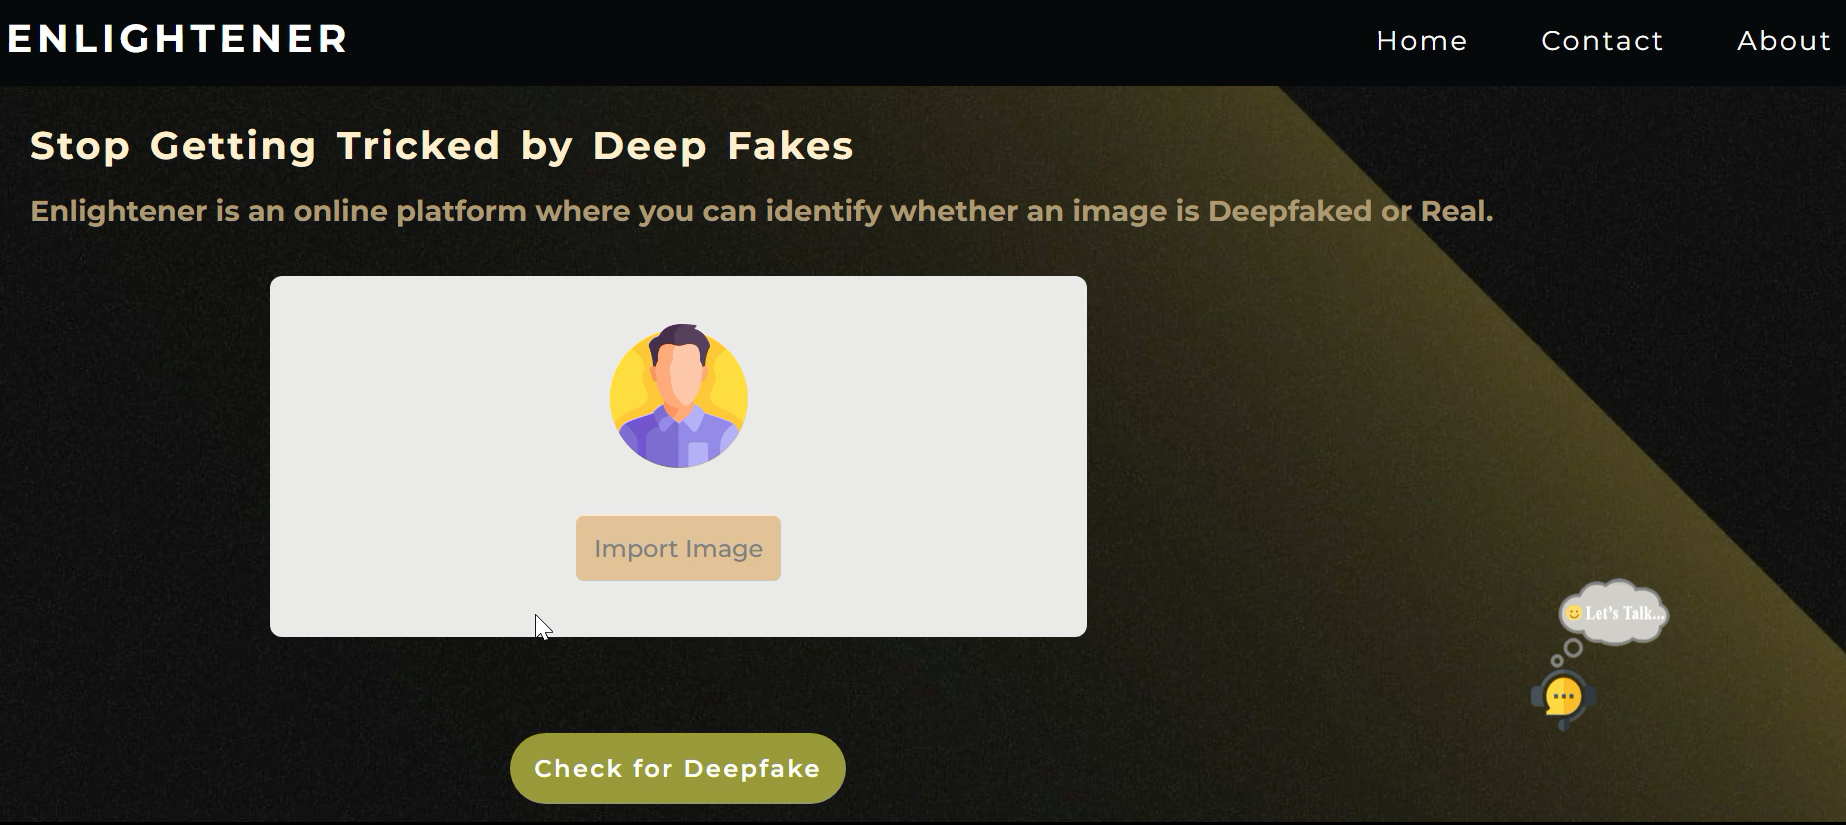 ENLIGHTENER
Home Contact About
Stop Getting Tricked by Deep Fakes
Enlightener is an online platform where you can identify whether an image is Deepfaked or Real.
Import Image
Let's Talk...
Check for Deepfake